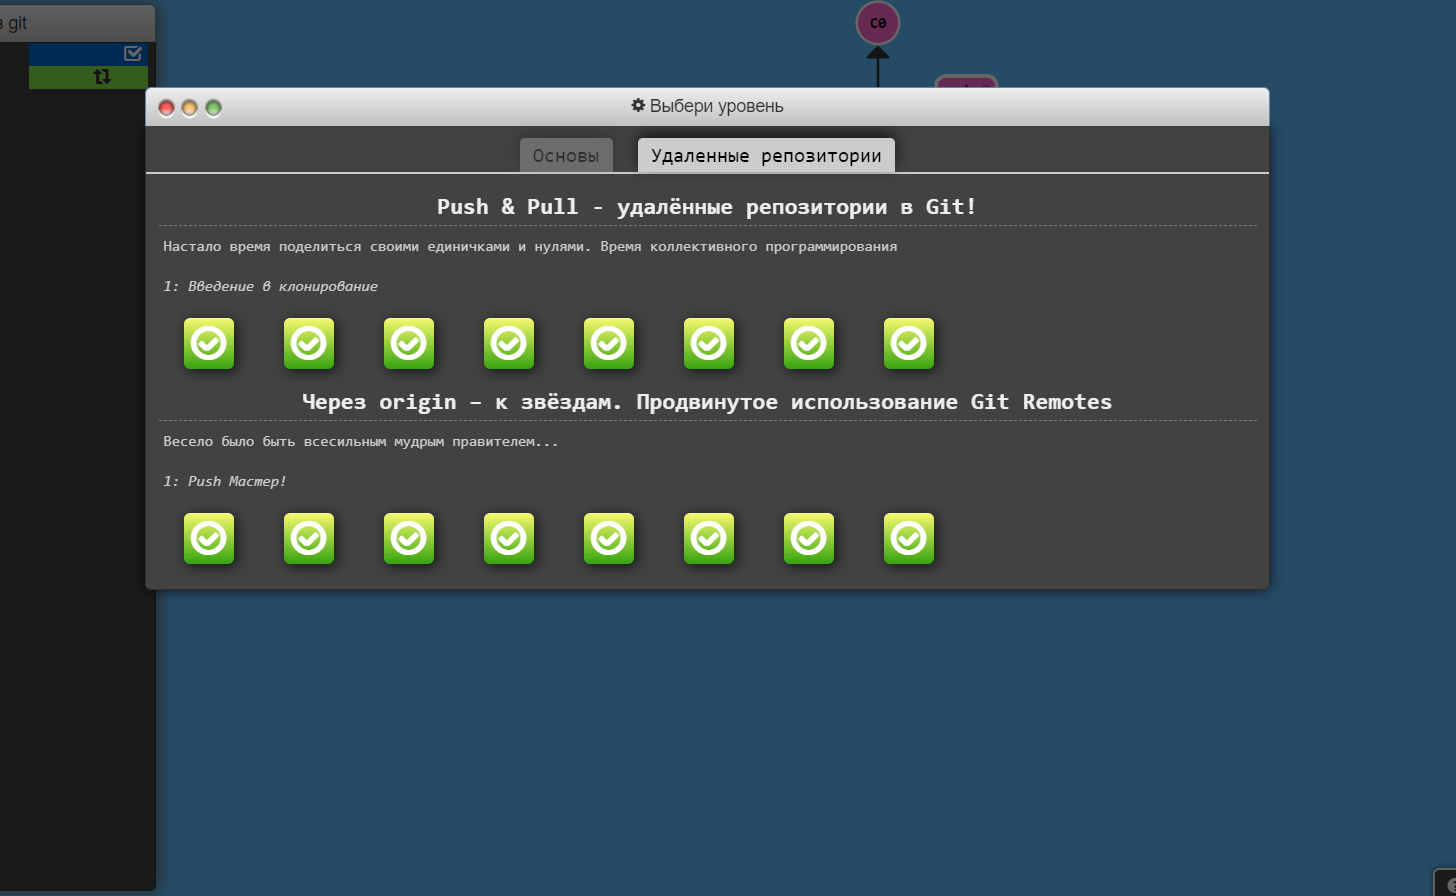 в git
C0
Выбери уровень
Основы
Удаленные репозитории
Push & Pull - удалённые репозитории в Git!
Настало время поделиться своими единичками и нулями. Время коллективного программирования
1: Введение в клонирование
Через origin – к звёздам. Продвинутое использование Git Remotes
Весело было быть всесильным мудрым правителем...
1: Push Мастер!